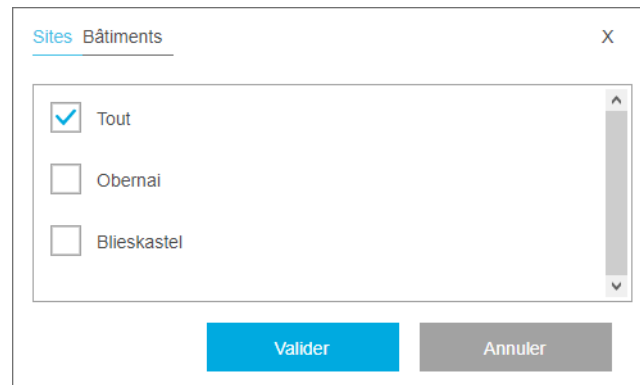 Sites Bâtiments X
Tout
Obernai
Blieskastel
Valider Annuler